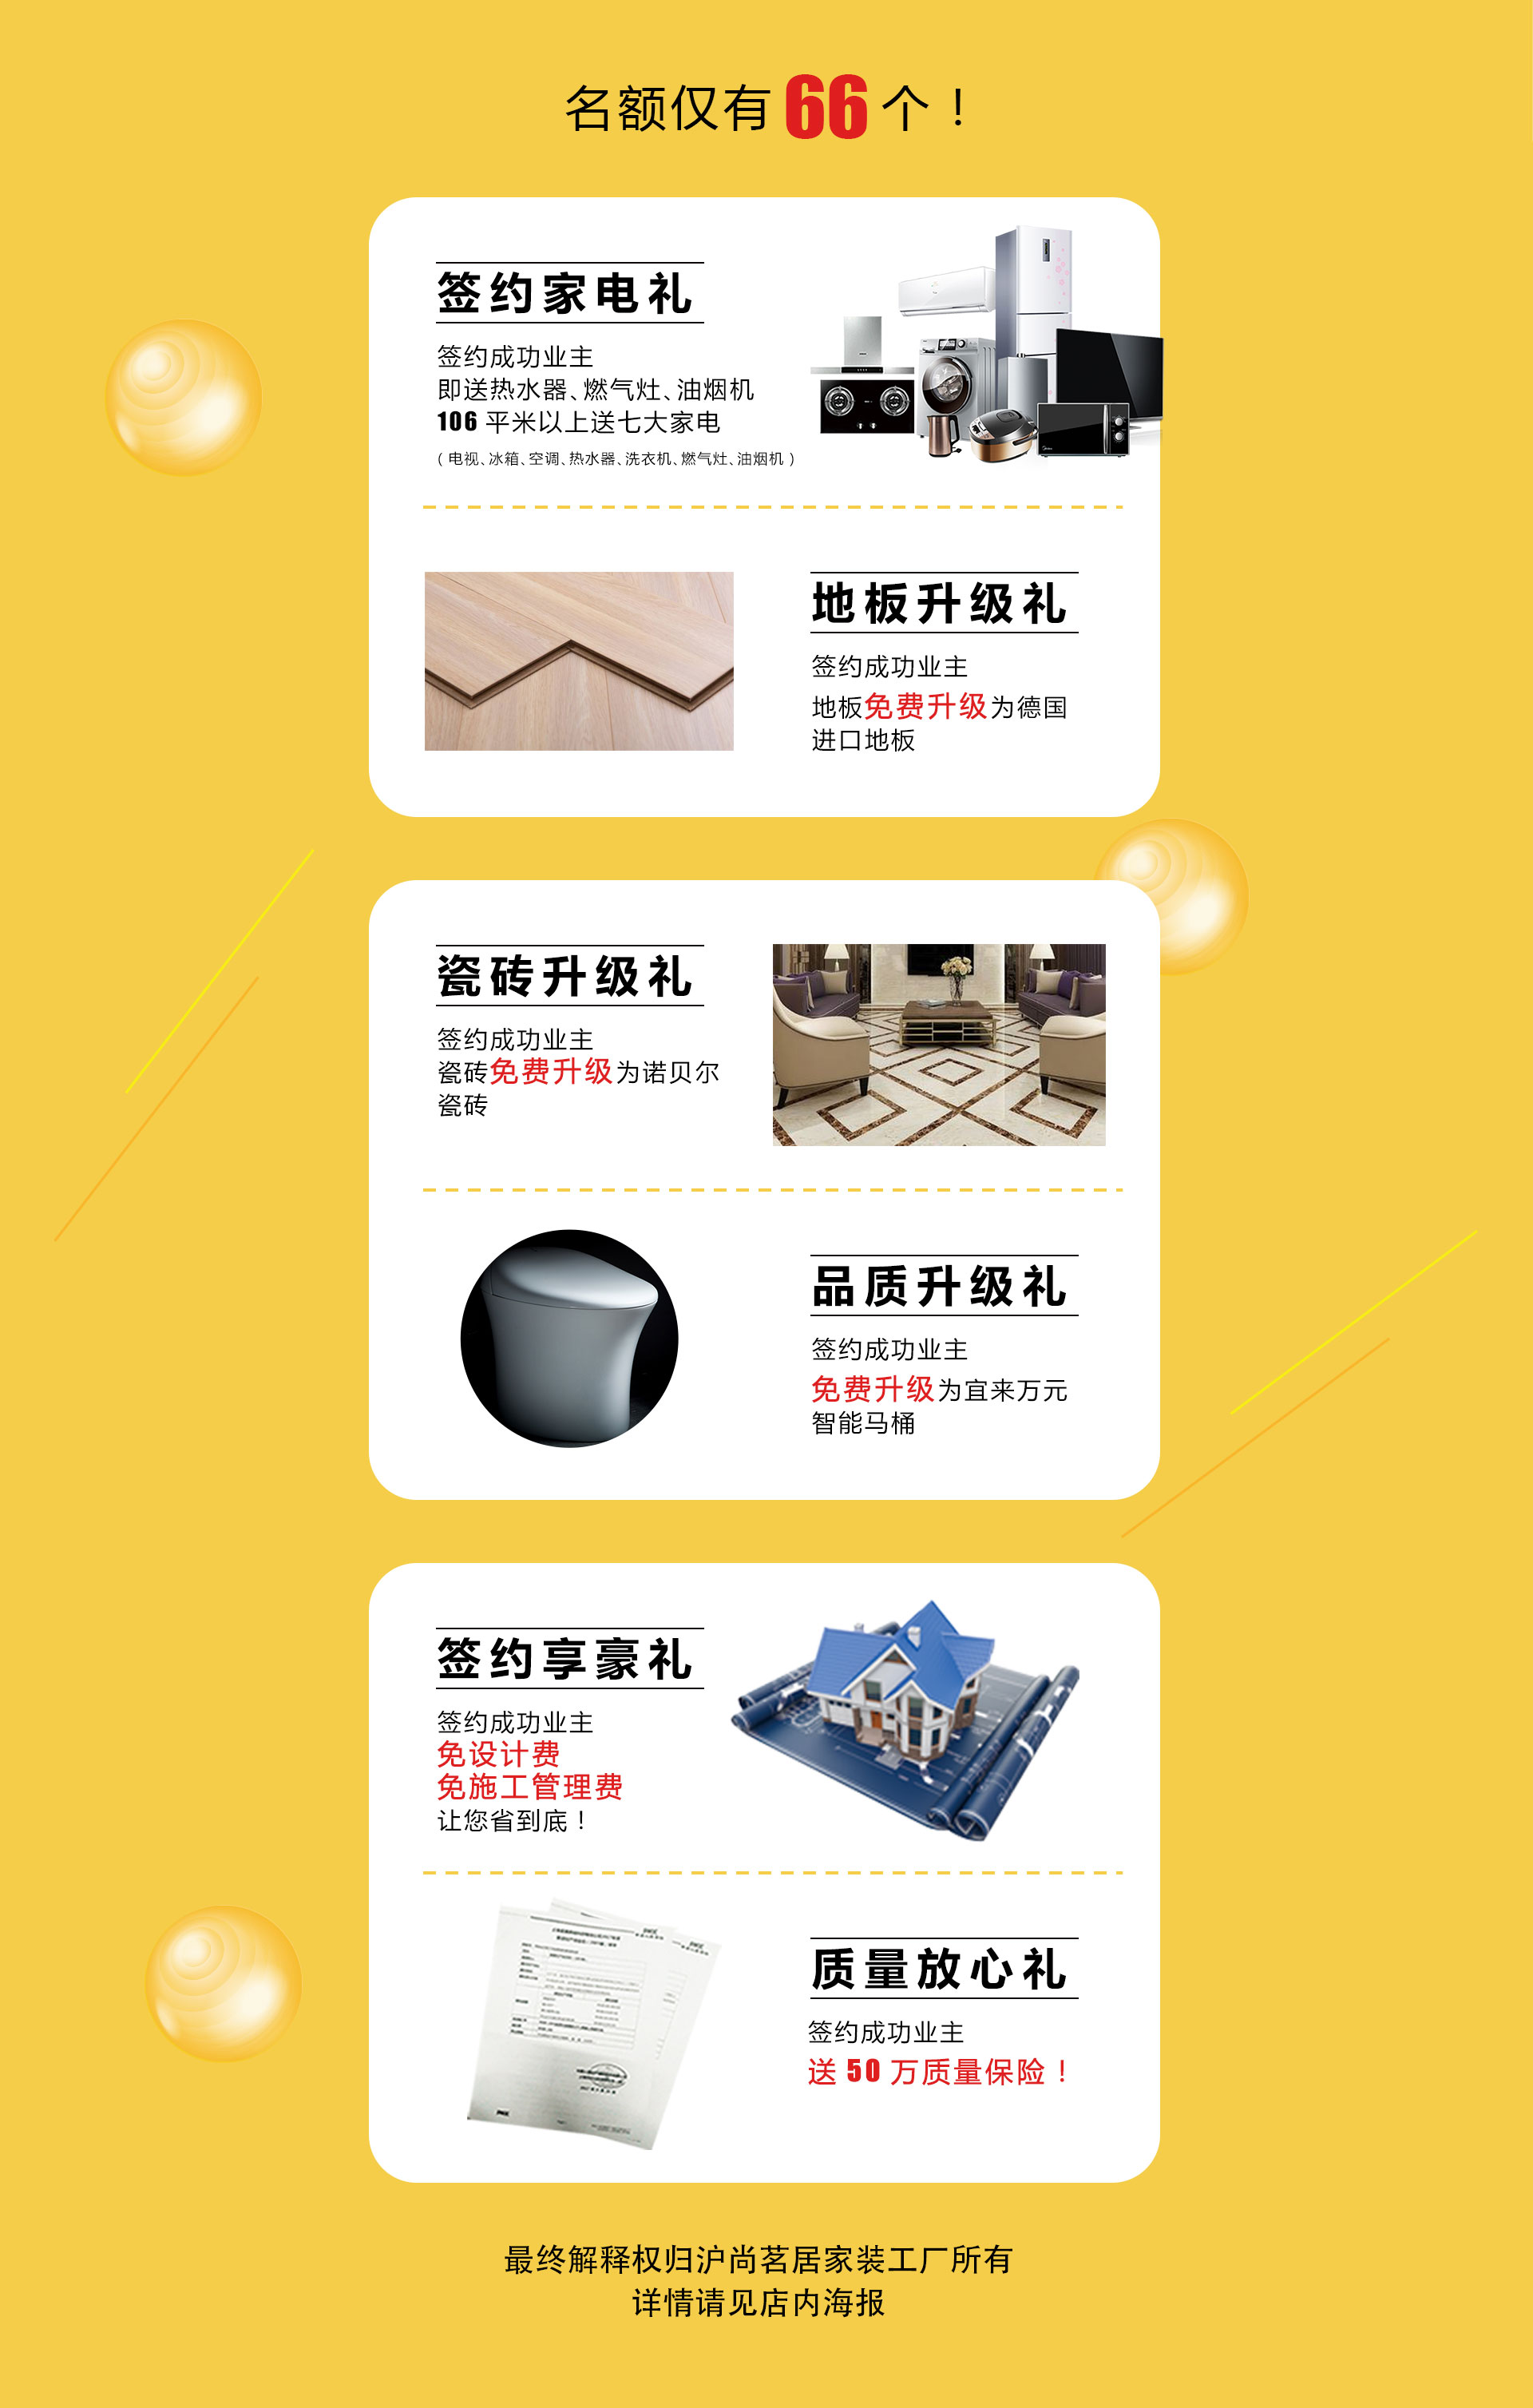 名额仅有66个！
签约家电礼
签约成功业主
即送热水器、燃气灶、油烟机
106 平米以上送七大家电
（电视、冰箱、空调、热水器、洗衣机、燃气灶、油烟机）
地板升级礼
签约成功业主
地板免费升级为德国
进口地板
瓷砖升级礼
签约成功业主
瓷砖免费升级为诺贝尔
瓷砖
品质升级礼
签约成功业主
免费升级为宜来万元
智能马桶
签约享豪礼
签约成功业主
免设计费
免施工管理费
让您省到底！
质量放心礼
签约成功业主
送 50 万质量保险！
最终解释权归沪尚茗居家装工厂所有
详情请见店内海报